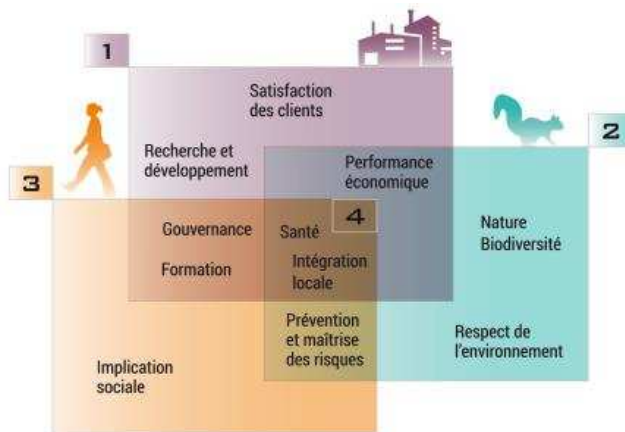 1
Satisfaction
des clients
2
Recherche et
développement
Performance
économique
3
4
Gouvernance
Santé
Nature
Biodiversité
Formation
Intégration
locale
Prévention
et maîtrise
des risques
Respect de
l'environnement
Implication
sociale